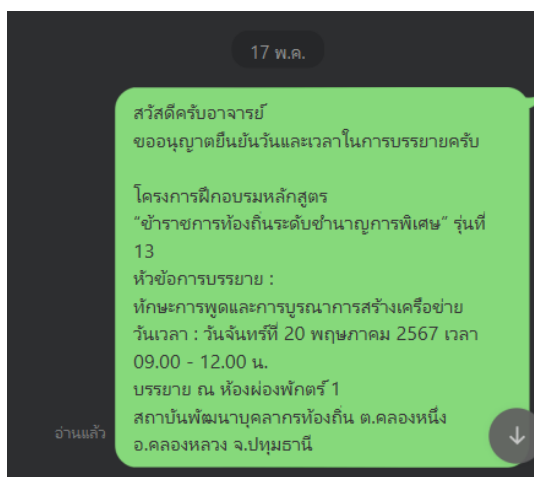 17 พ.ค.
สวัสดีครับอาจารย์
ขออนุญาตยืนยันวันและเวลาในการบรรยายครับ
โครงการฝึกอบรมหลักสูตร
“ข้าราชการท้องถิ่นระดับชำนาญการพิเศษ” รุ่นที่
13
หัวข้อการบรรยาย :
ทักษะการพูดและการบูรณาการสร้างเครือข่าย
วันเวลา : วันจันทร์ที่ 20 พฤษภาคม 2567 เวลา
09.00 - 12.00 น.
บรรยาย ณ ห้องผ่องพักตร์ 1
สถาบันพัฒนาบุคลากรท้องถิ่น ต.คลองหนึ่ง
อ.คลองหลวง จ.ปทุมธานี
อ่านแล้ว